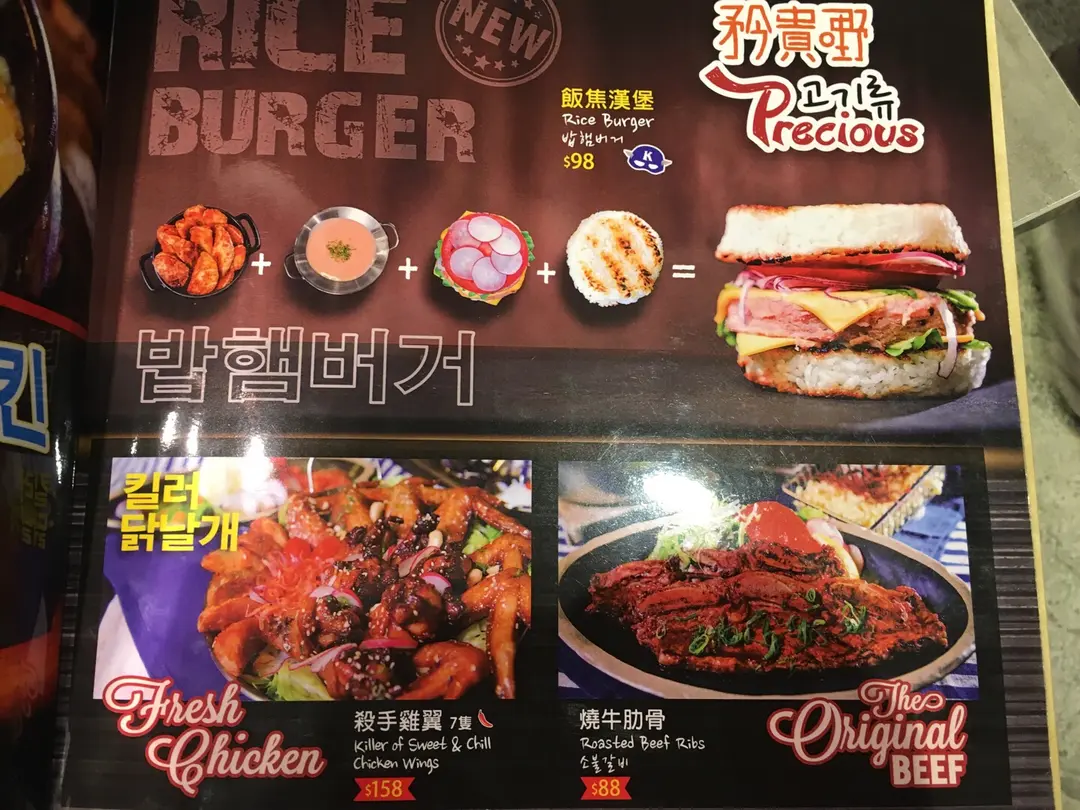 RICE
BURGER
NEW
飯焦漢堡
Rice Burger
밥햄버거
$98
K
矜貴嘢
고기류
Precious
+ + + =
밥햄버거
킨
킬러
닭날개
Fresh
Chicken
殺手雞翼 7隻
Killer of Sweet & Chill
Chicken Wings
$158
燒牛肋骨
Roasted Beef Ribs
소불갈비
$88
The
Original
BEEF